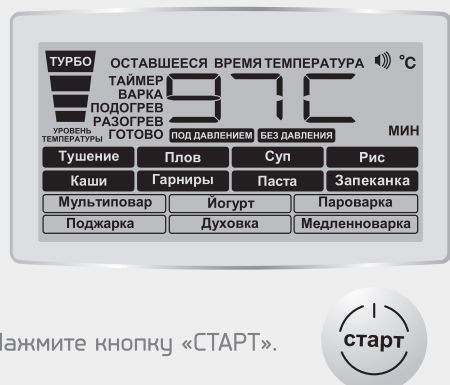 ТУРБО ОСТАВШЕЕСЯ ВРЕМЯ ТЕМПЕРАТУРА °C
ТАЙМЕР
ВАРКА
ПОДОГРЕВ
РАЗОГРЕВ
97C
УРОВЕНЬ ТЕМПЕРАТУРЫ
ГОТОВО ПОД ДАВЛЕНИЕМ БЕЗ ДАВЛЕНИЯ МИН
Тушение Плов Суп Рис
Каши Гарниры Паста Запеканка
Мультиповар Йогурт Пароварка
Поджарка Духовка Медленноварка
Нажмите кнопку «СТАРТ».
старт